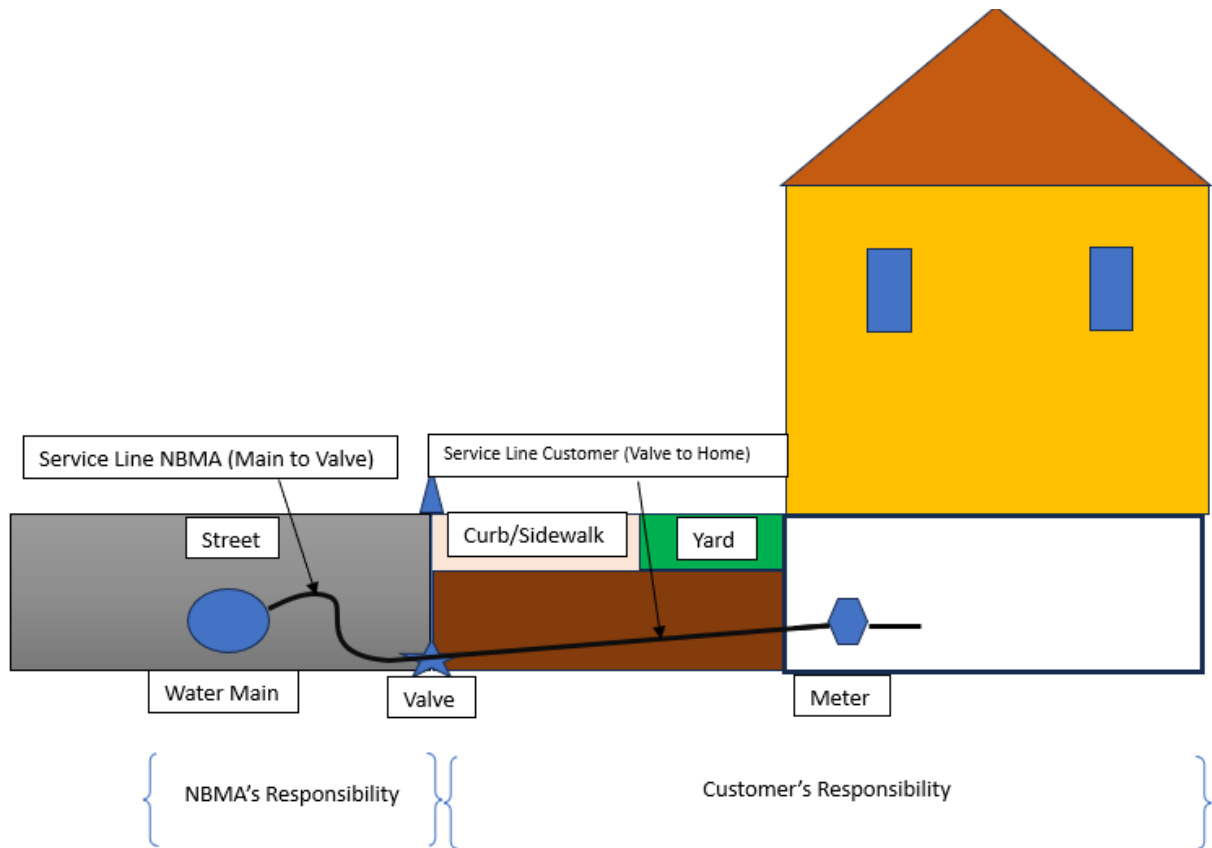 Service Line NBMA (Main to Valve)
Service Line Customer (Valve to Home)
Street
Curb/Sidewalk
Yard
Water Main
Valve
Meter
NBMA's Responsibility
Customer's Responsibility